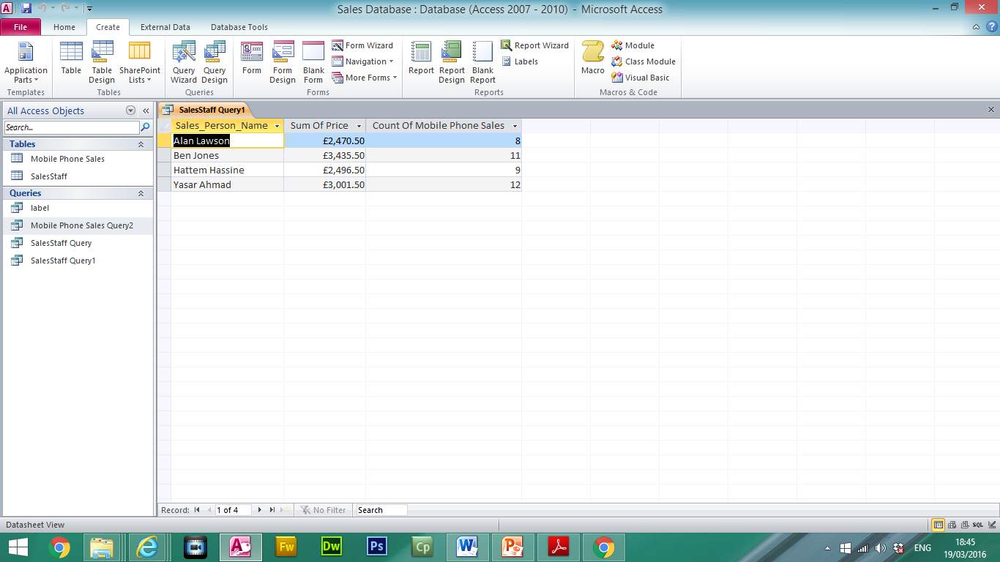 Sales Database : Database (Access 2007 - 2010) - Microsoft Access
File Home Create External Data Database Tools
Application Parts Table Table Design SharePoint Lists Query Wizard Query Design Form Form Design Blank Form Form Wizard Navigation More Forms Report Report Design Blank Report Report Wizard Labels Macro Module Class Module Visual Basic
Templates Tables Queries Forms Reports Macros & Code
All Access Objects
Search...
Tables
Mobile Phone Sales
SalesStaff
Queries
label
Mobile Phone Sales Query2
SalesStaff Query
SalesStaff Query1
SalesStaff Query1
Sales_Person_Name Sum Of Price Count Of Mobile Phone Sales
Alan Lawson £2,470.50 8
Ben Jones £3,435.50 11
Hattem Hassine £2,496.50 9
Yasar Ahmad £3,001.50 12
Record: 1 of 4 No Filter Search
Datasheet View SQL
Fw Dw Ps Cp ENG 18:45
19/03/2016